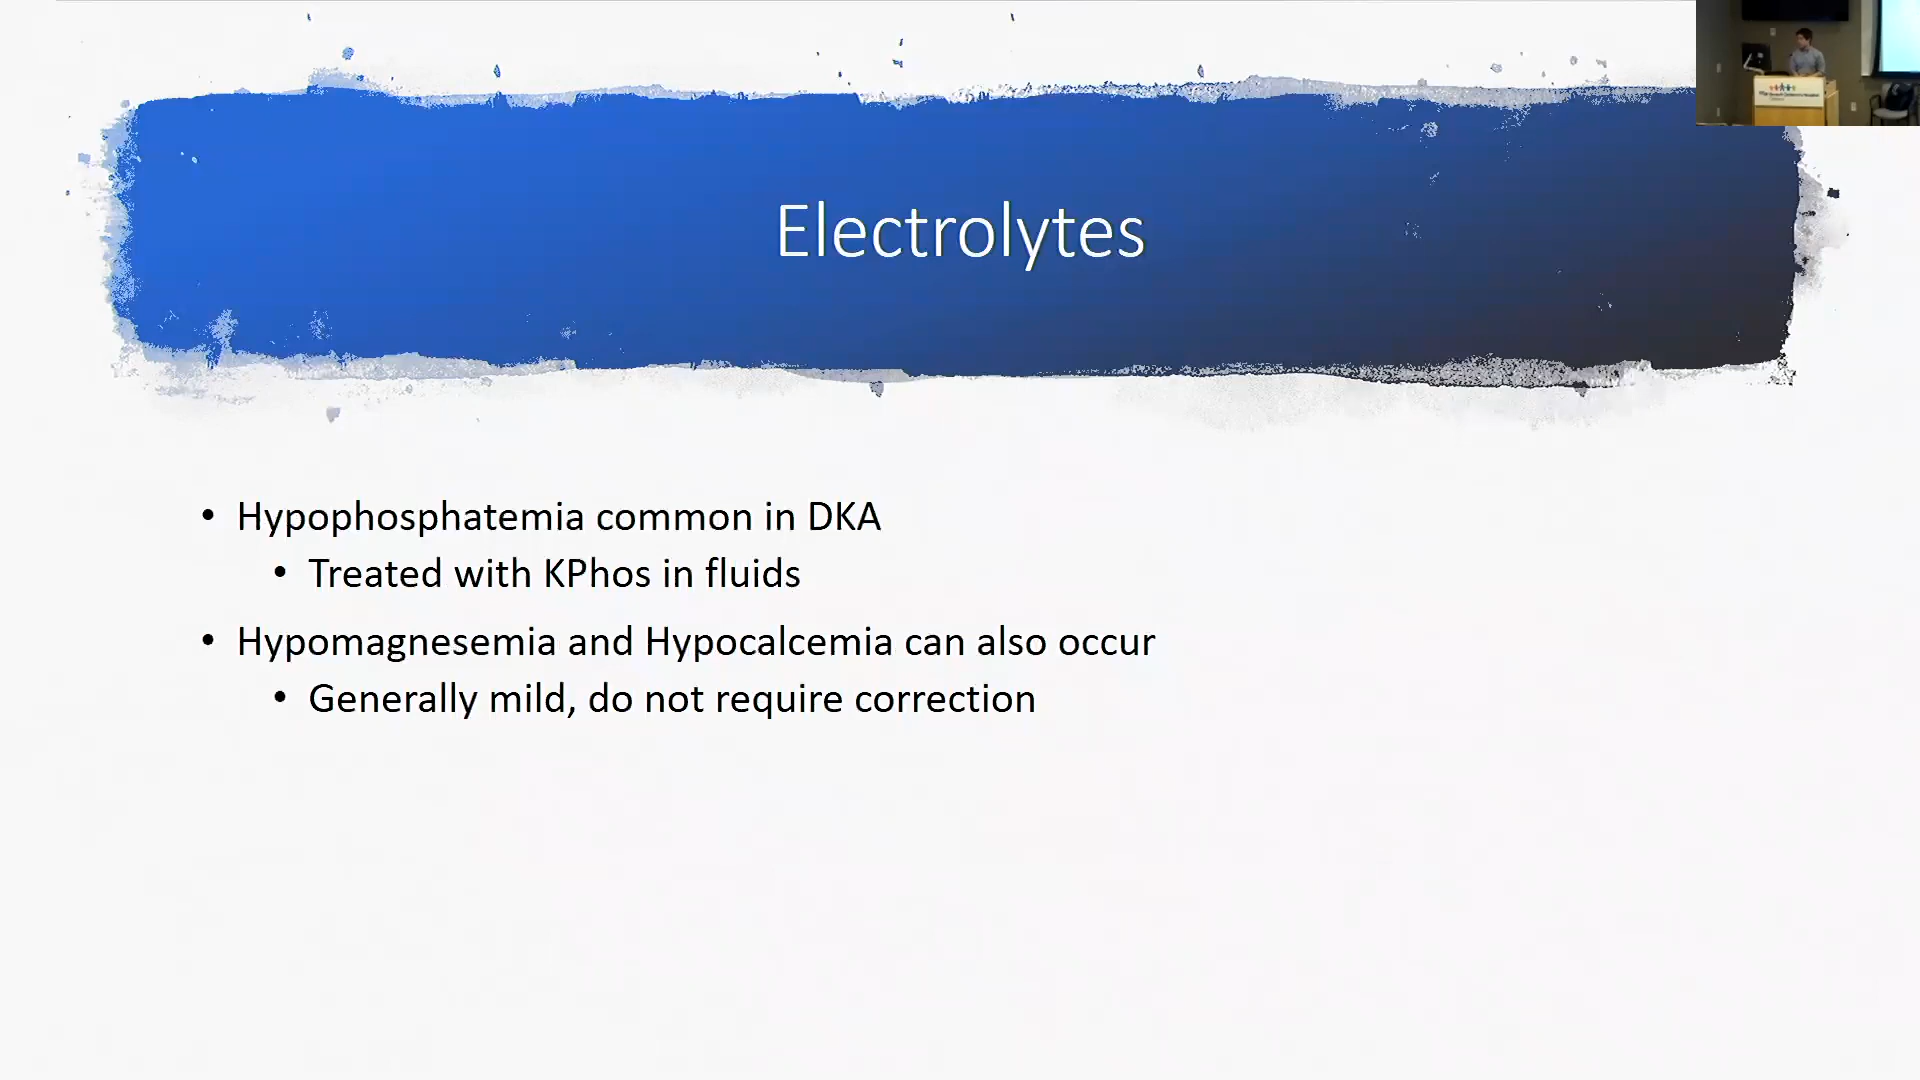 Electrolytes
• Hypophosphatemia common in DKA
• Treated with KPhos in fluids
• Hypomagnesemia and Hypocalcemia can also occur
• Generally mild, do not require correction